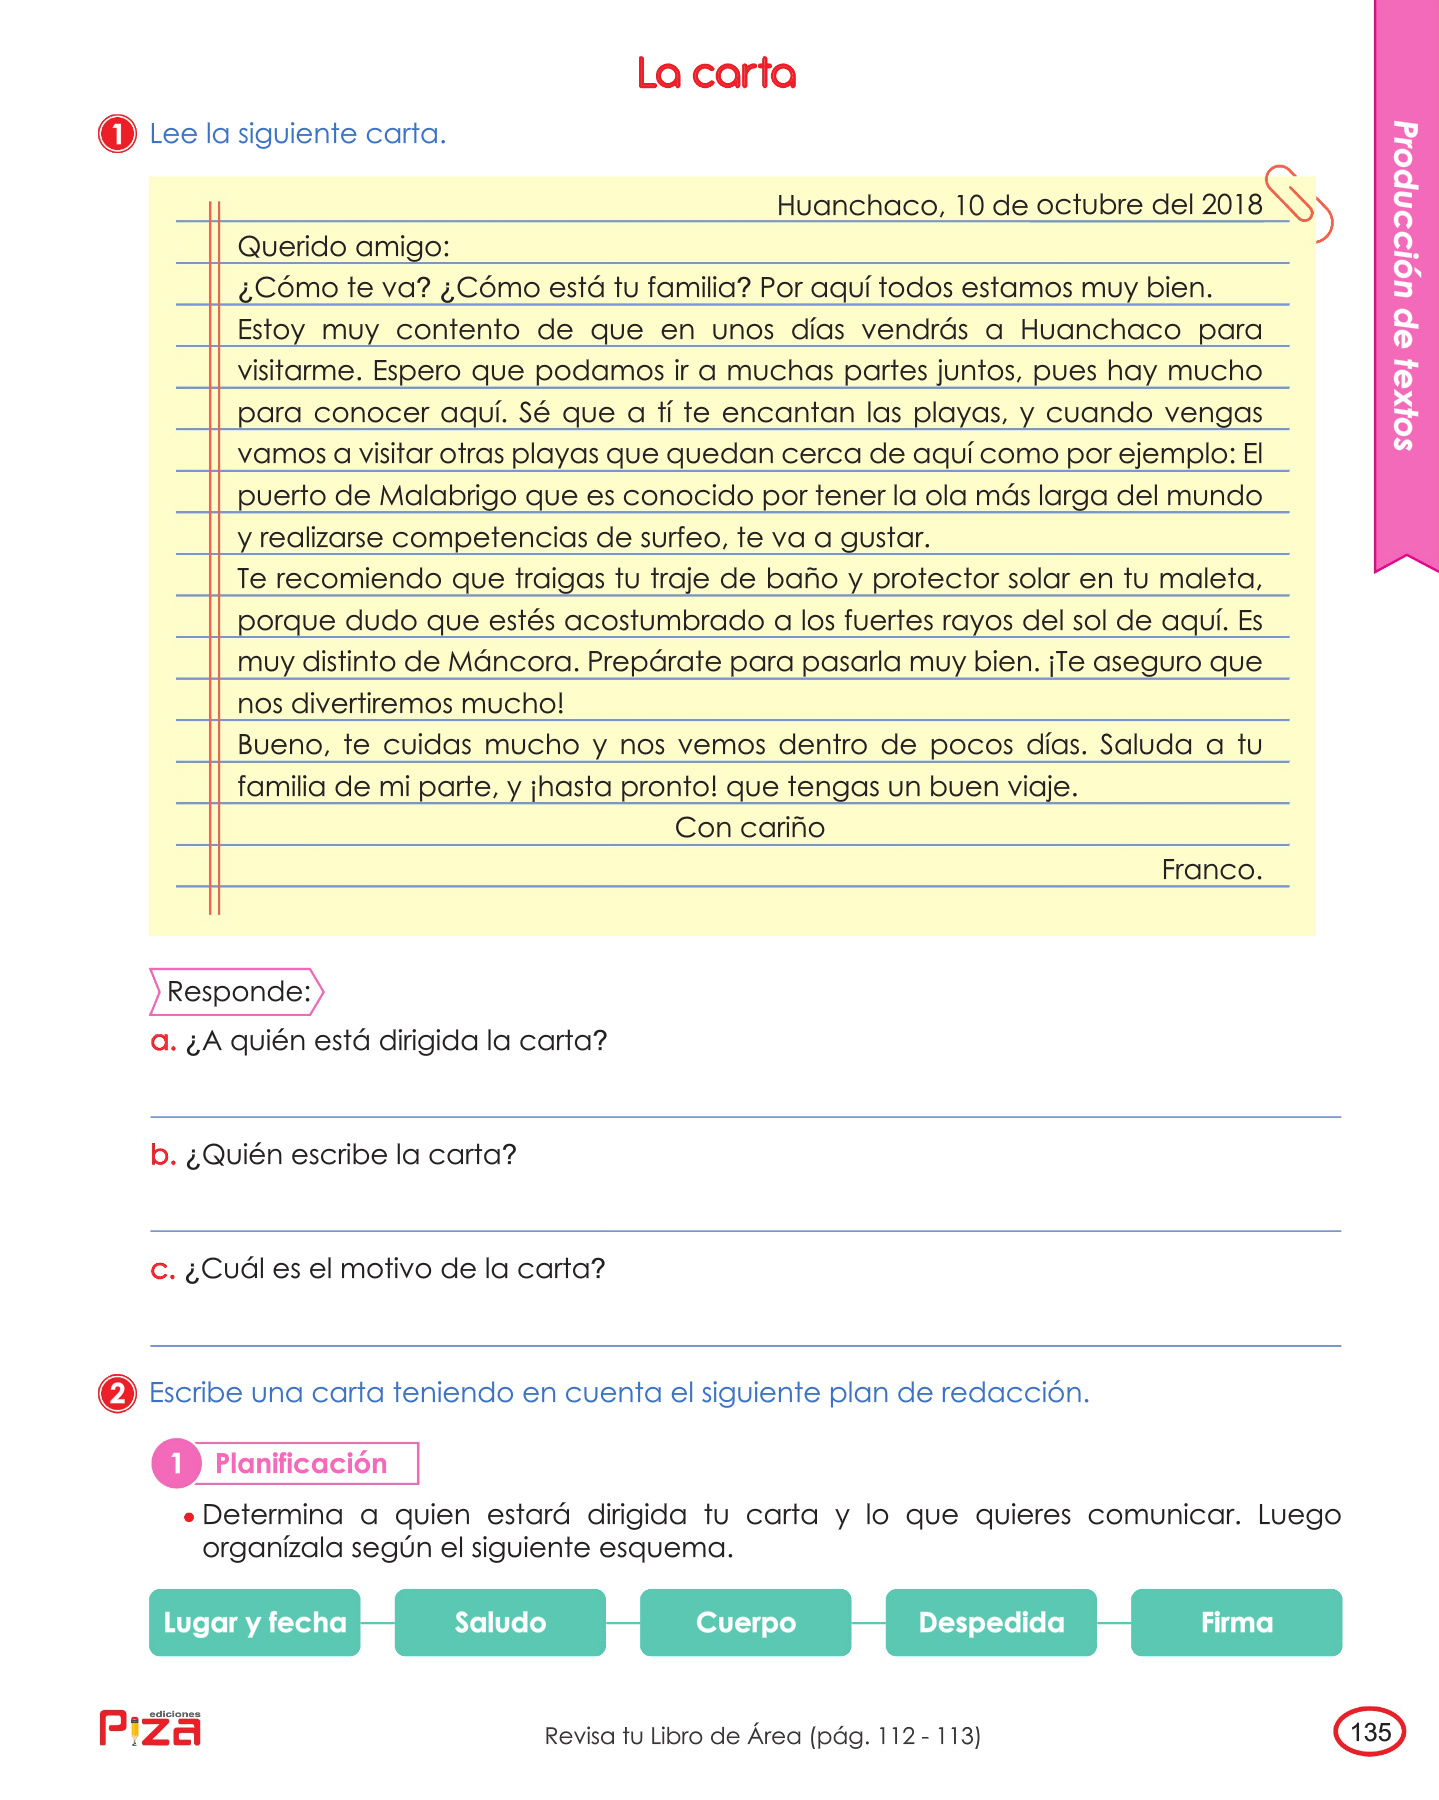 La carta
1 Lee la siguiente carta.
Huanchaco, 10 de octubre del 2018
Querido amigo:
¿Cómo te va? ¿Cómo está tu familia? Por aquí todos estamos muy bien.
Estoy muy contento de que en unos días vendrás a Huanchaco para
visitarme. Espero que podamos ir a muchas partes juntos, pues hay mucho
para conocer aquí. Sé que a tí te encantan las playas, y cuando vengas
vamos a visitar otras playas que quedan cerca de aquí como por ejemplo: El
puerto de Malabrigo que es conocido por tener la ola más larga del mundo
y realizarse competencias de surfeo, te va a gustar.
Te recomiendo que traigas tu traje de baño y protector solar en tu maleta,
porque dudo que estés acostumbrado a los fuertes rayos del sol de aquí. Es
muy distinto de Máncora. Prepárate para pasarla muy bien. ¡Te aseguro que
nos divertiremos mucho!
Bueno, te cuidas mucho y nos vemos dentro de pocos días. Saluda a tu
familia de mi parte, y ¡hasta pronto! que tengas un buen viaje.
Con cariño
Franco.
Producción de textos
Responde:
a. ¿A quién está dirigida la carta?
b. ¿Quién escribe la carta?
c. ¿Cuál es el motivo de la carta?
2 Escribe una carta teniendo en cuenta el siguiente plan de redacción.
1 Planificación
• Determina a quien estará dirigida tu carta y lo que quieres comunicar. Luego
organízala según el siguiente esquema.
Lugar y fecha Saludo Cuerpo Despedida Firma
ediciones
Piza
Revisa tu Libro de Área (pág. 112 - 113)
135